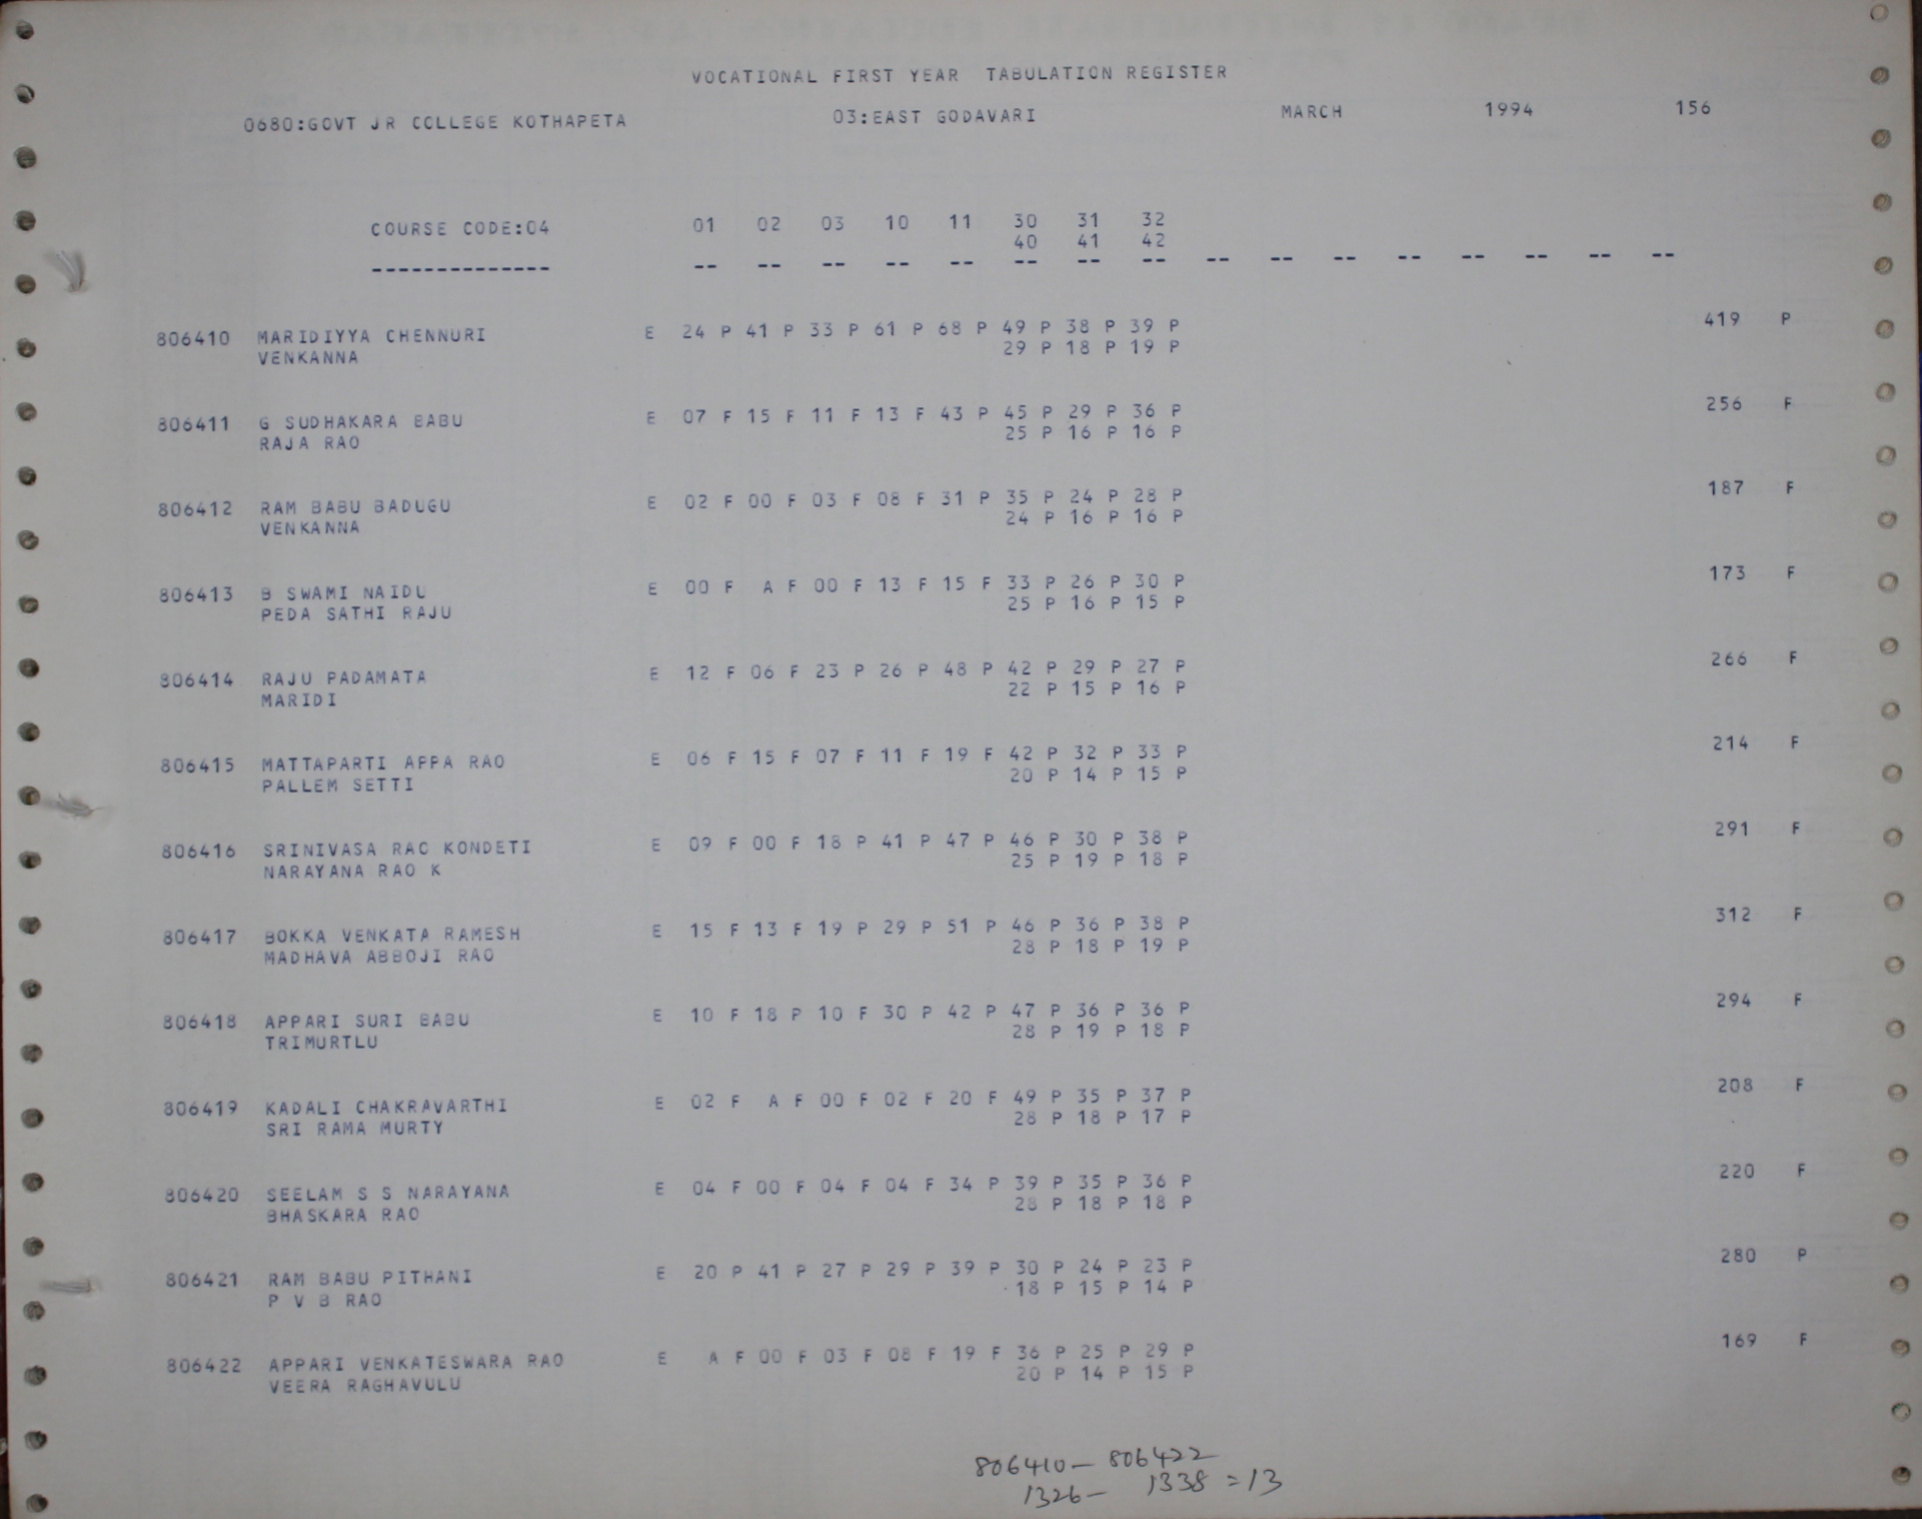 VOCATIONAL FIRST YEAR TABULATION REGISTER
0680:GOVT JR COLLEGE KOTHAPETA 03:EAST GODAVARI MARCH 1994 156
COURSE CODE:04 01 02 03 10 11 30 31 32
40 41 42
-------------- -- -- -- -- -- -- -- -- -- -- -- -- -- -- -- --
806410 MARIDIYYA CHENNURI E 24 P 41 P 33 P 61 P 68 P 49 P 38 P 39 P 419 P
VENKANNA 29 P 18 P 19 P
806411 G SUDHAKARA BABU E 07 F 15 F 11 F 13 F 43 P 45 P 29 P 36 P 256 F
RAJA RAO 25 P 16 P 16 P
806412 RAM BABU BADUGU E 02 F 00 F 03 F 08 F 31 P 35 P 24 P 28 P 187 F
VENKANNA 24 P 16 P 16 P
806413 B SWAMI NAIDU E 00 F A F 00 F 13 F 15 F 33 P 26 P 30 P 173 F
PEDA SATHI RAJU 25 P 16 P 15 P
806414 RAJU PADAMATA E 12 F 06 F 23 P 26 P 48 P 42 P 29 P 27 P 266 F
MARIDI 22 P 15 P 16 P
806415 MATTAPARTI APPA RAO E 06 F 15 F 07 F 11 F 19 F 42 P 32 P 33 P 214 F
PALLEM SETTI 20 P 14 P 15 P
806416 SRINIVASA RAO KONDETI E 09 F 00 F 18 P 41 P 47 P 46 P 30 P 38 P 291 F
NARAYANA RAO K 25 P 19 P 18 P
806417 BOKKA VENKATA RAMESH E 15 F 13 F 19 P 29 P 51 P 46 P 36 P 38 P 312 F
MADHAVA ABBOJI RAO 28 P 18 P 19 P
806418 APPARI SURI BABU E 10 F 18 P 10 F 30 P 42 P 47 P 36 P 36 P 294 F
TRIMURTLU 28 P 19 P 18 P
806419 KADALI CHAKRAVARTHI E 02 F A F 00 F 02 F 20 F 49 P 35 P 37 P 208 F
SRI RAMA MURTY 28 P 18 P 17 P
806420 SEELAM S S NARAYANA E 04 F 00 F 04 F 04 F 34 P 39 P 35 P 36 P 220 F
BHASKARA RAO 28 P 18 P 18 P
806421 RAM BABU PITHANI E 20 P 41 P 27 P 29 P 39 P 30 P 24 P 23 P 280 P
P V B RAO 18 P 15 P 14 P
806422 APPARI VENKATESWARA RAO E A F 00 F 03 F 08 F 19 F 36 P 25 P 29 P 169 F
VEERA RAGHAVULU 20 P 14 P 15 P
806410 - 806422
1326 - 1338 = 13